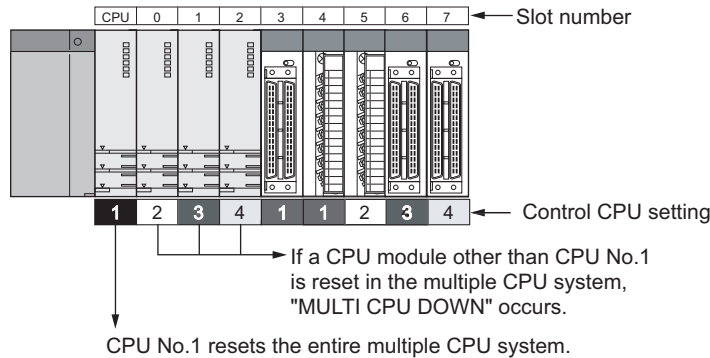 CPU 0 1 2 3 4 5 6 7 Slot number
1 2 3 4 1 1 2 3 4 Control CPU setting
If a CPU module other than CPU No.1
is reset in the multiple CPU system,
"MULTI CPU DOWN" occurs.
CPU No.1 resets the entire multiple CPU system.